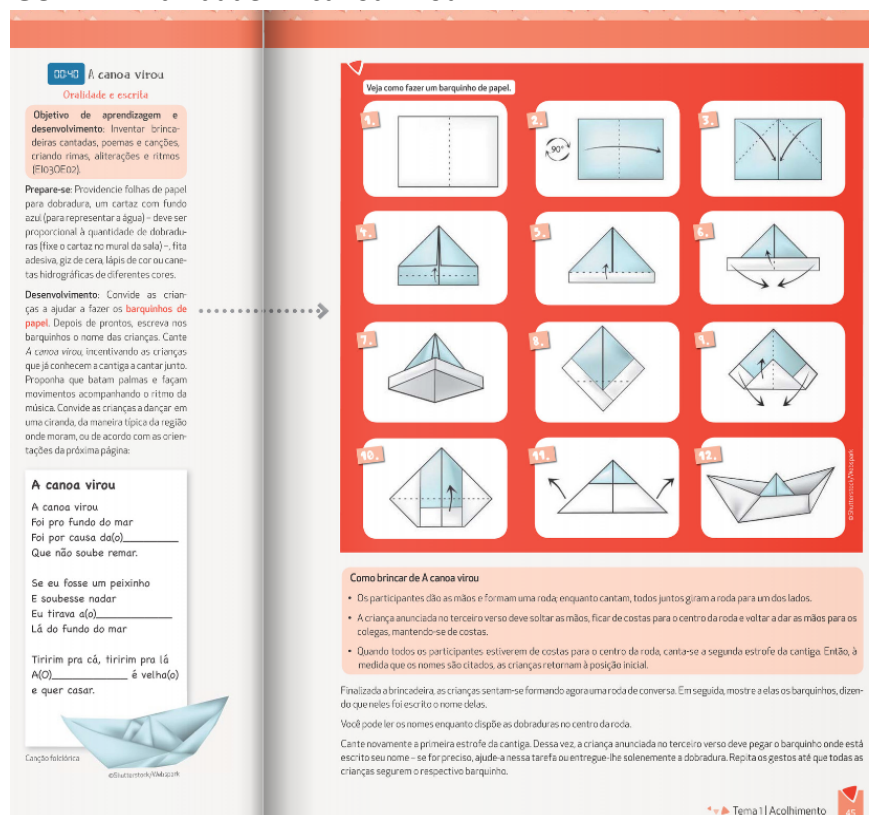 00:40 A canoa virou
Oralidade e escrita
Objetivo de aprendizagem e
desenvolvimento: Inventar brinca-
deiras cantadas, poemas e canções,
criando rimas, aliterações e ritmos
(EI03OE02).
Prepare-se: Providencie folhas de papel
para dobradura, um cartaz com fundo
azul (para representar a água) – deve ser
proporcional à quantidade de dobradu-
ras (fixe o cartaz no mural da sala) –, fita
adesiva, giz de cera, lápis de cor ou cane-
tas hidrográficas de diferentes cores.
Desenvolvimento: Convide as crian-
ças a ajudar a fazer os barquinhos de
papel. Depois de prontos, escreva nos
barquinhos o nome das crianças. Cante
A canoa virou, incentivando as crianças
que já conhecem a cantiga a cantar junto.
Proponha que batam palmas e façam
movimentos acompanhando o ritmo da
música. Convide as crianças a dançar em
uma ciranda, da maneira típica da região
onde moram, ou de acordo com as orien-
tações da próxima página:
A canoa virou
A canoa virou
Foi pro fundo do mar
Foi por causa da(o)__________
Que não soube remar.
Se eu fosse um peixinho
E soubesse nadar
Eu tirava a(o)___________
Lá do fundo do mar
Tiririm pra cá, tiririm pra lá
A(O)____________ é velha(o)
e quer casar.
Canção folclórica
Veja como fazer um barquinho de papel.
1.
2.
90°
3.
4.
5.
6.
7.
8.
9.
10.
11.
12.
Como brincar de A canoa virou
• Os participantes dão as mãos e formam uma roda; enquanto cantam, todos juntos giram a roda para um dos lados.
• A criança anunciada no terceiro verso deve soltar as mãos, ficar de costas para o centro da roda e voltar a dar as mãos para os
colegas, mantendo-se de costas.
• Quando todos os participantes estiverem de costas para o centro da roda, canta-se a segunda estrofe da cantiga. Então, à
medida que os nomes são citados, as crianças retornam à posição inicial.
Finalizada a brincadeira, as crianças sentam-se formando agora uma roda de conversa. Em seguida, mostre a elas os barquinhos, dizen-
do que neles foi escrito o nome delas.
Você pode ler os nomes enquanto dispõe as dobraduras no centro da roda.
Cante novamente a primeira estrofe da cantiga. Dessa vez, a criança anunciada no terceiro verso deve pegar o barquinho onde está
escrito seu nome – se for preciso, ajude-a nessa tarefa ou entregue-lhe solenemente a dobradura. Repita os gestos até que todas as
crianças segurem o respectivo barquinho.
Tema 1 | Acolhimento 45